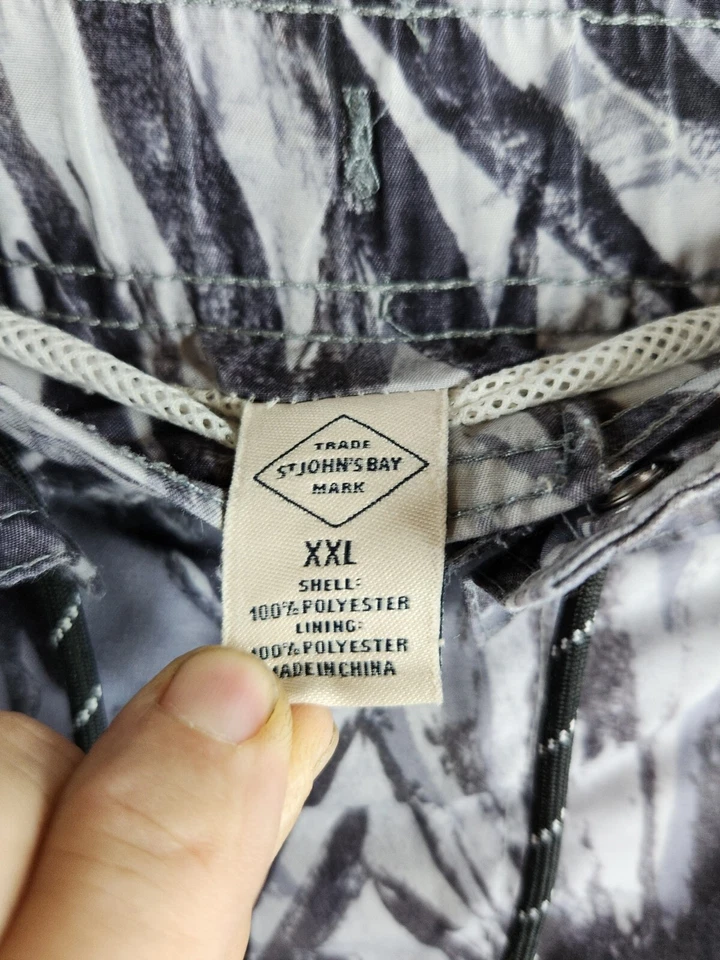 TRADE
ST JOHN'S BAY
MARK
XXL
SHELL:
100% POLYESTER
LINING:
100% POLYESTER
MADE IN CHINA